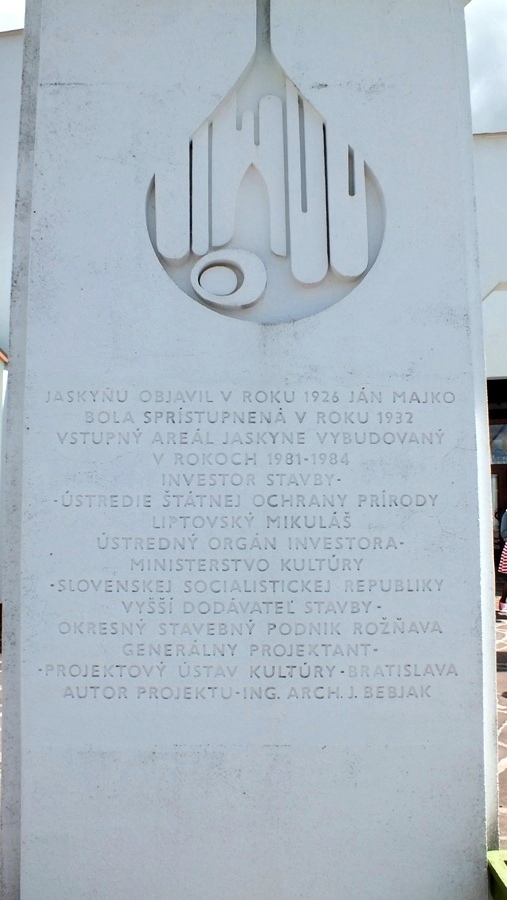 JASKYŇU OBJAVIL V ROKU 1926 JÁN MAJKO
BOLA SPRÍSTUPNENÁ V ROKU 1932
VSTUPNÝ AREÁL JASKYNE VYBUDOVANÝ
V ROKOCH 1981-1984
INVESTOR STAVBY-
-ÚSTREDIE ŠTÁTNEJ OCHRANY PRÍRODY
LIPTOVSKÝ MIKULÁŠ
ÚSTREDNÝ ORGÁN INVESTORA-
MINISTERSTVO KULTÚRY
-SLOVENSKEJ SOCIALISTICKEJ REPUBLIKY
VYŠŠÍ DODÁVATEĽ STAVBY-
OKRESNÝ STAVEBNÝ PODNIK ROŽŇAVA
GENERÁLNY PROJEKTANT-
-PROJEKTOVÝ ÚSTAV KULTÚRY-BRATISLAVA
AUTOR PROJEKTU-ING. ARCH. J. BEBJAK